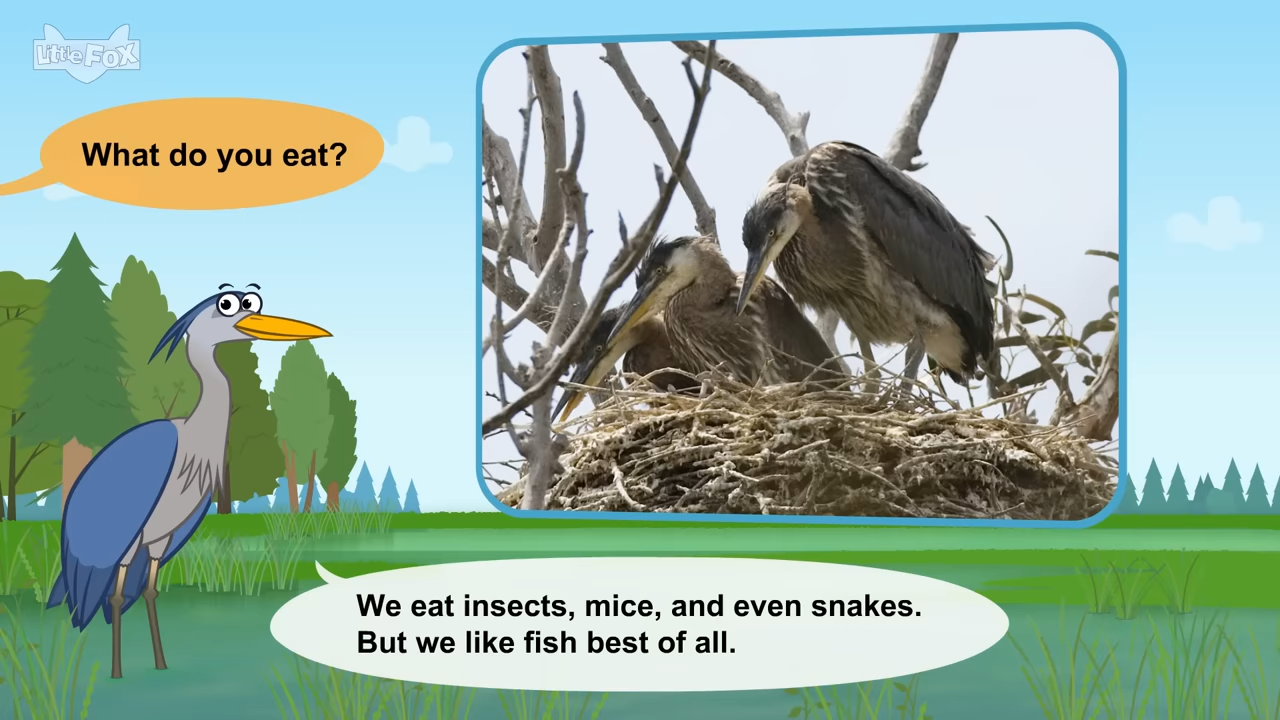 Little Fox
What do you eat?
We eat insects, mice, and even snakes.
But we like fish best of all.